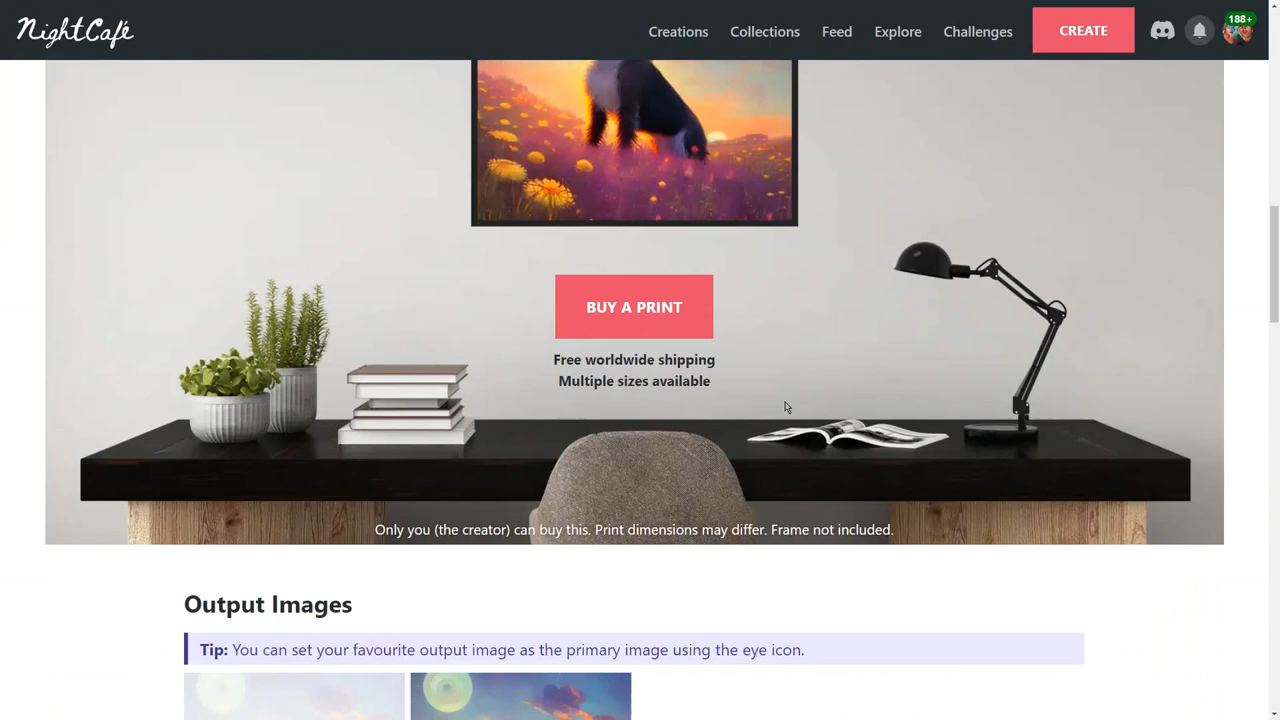 NightCafé
Creations Collections Feed Explore Challenges CREATE 188+
BUY A PRINT
Free worldwide shipping
Multiple sizes available
Only you (the creator) can buy this. Print dimensions may differ. Frame not included.
Output Images
Tip: You can set your favourite output image as the primary image using the eye icon.